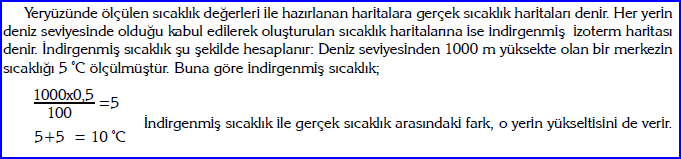 Yeryüzünde ölçülen sıcaklık değerleri ile hazırlanan haritalara gerçek sıcaklık haritaları denir. Her yerin
deniz seviyesinde olduğu kabul edilerek oluşturulan sıcaklık haritalarına ise indirgenmiş izoterm haritası
denir. İndirgenmiş sıcaklık şu şekilde hesaplanır: Deniz seviyesinden 1000 m yüksekte olan bir merkezin
sıcaklığı 5 °C ölçülmüştür. Buna göre indirgenmiş sıcaklık;
1000x0,5
100
=5
5+5 = 10 °C
İndirgenmiş sıcaklık ile gerçek sıcaklık arasındaki fark, o yerin yükseltisini de verir.